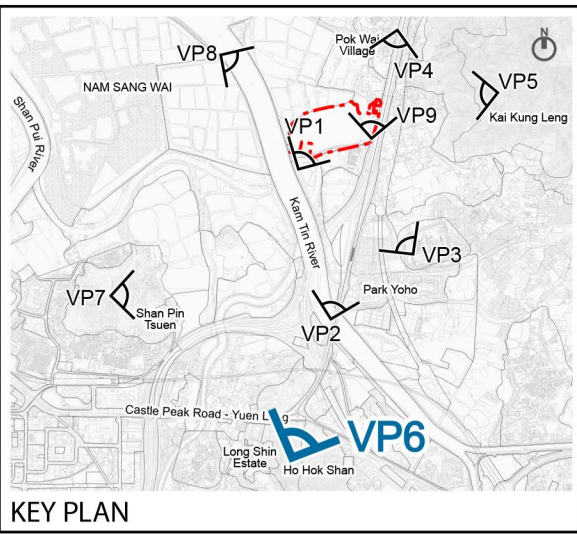 N
VP8
Pok Wai
Village
VP4
VP5
NAM SANG WAI
Kai Kung Leng
VP1
VP9
Shan Pui River
Kam Tin River
VP3
VP7
Shan Pin
Tsuen
Park Yoho
VP2
Castle Peak Road - Yuen Long
VP6
Long Shin
Estate
Ho Hok Shan
KEY PLAN